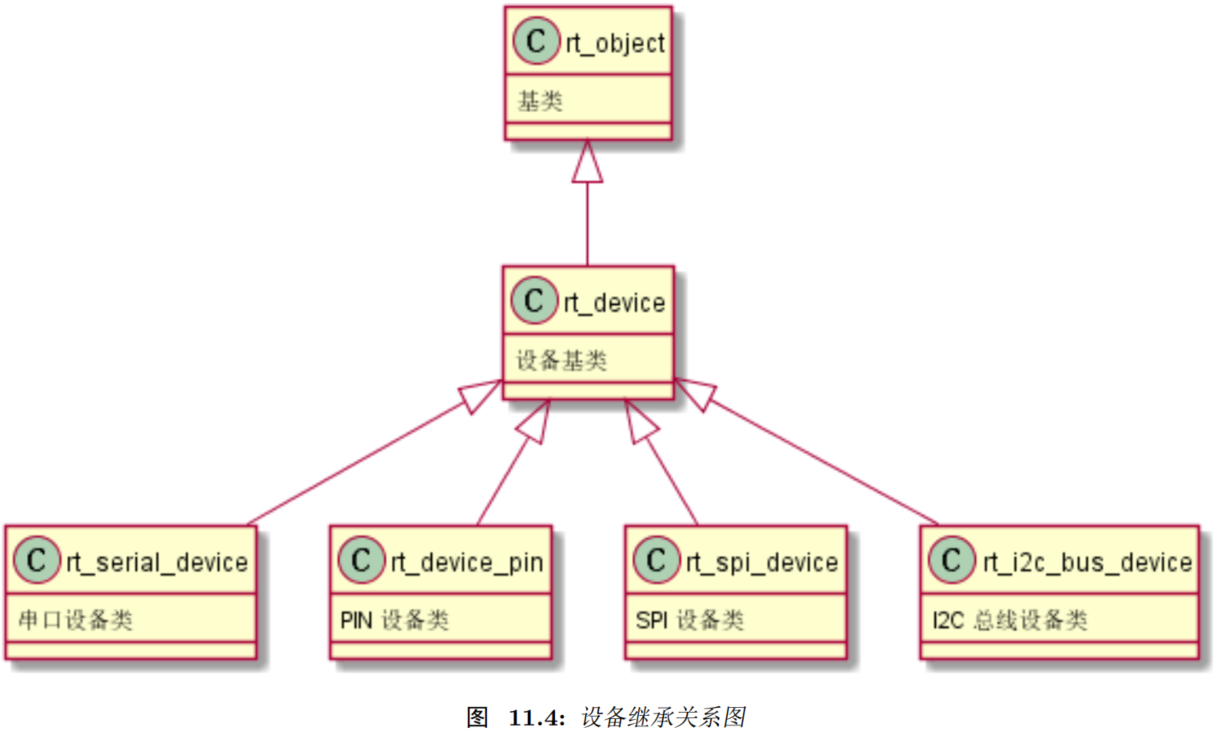 C rt_object
基类
C rt_device
设备基类
C rt_serial_device
串口设备类
C rt_device_pin
PIN 设备类
C rt_spi_device
SPI 设备类
C rt_i2c_bus_device
I2C 总线设备类
图 11.4: 设备继承关系图